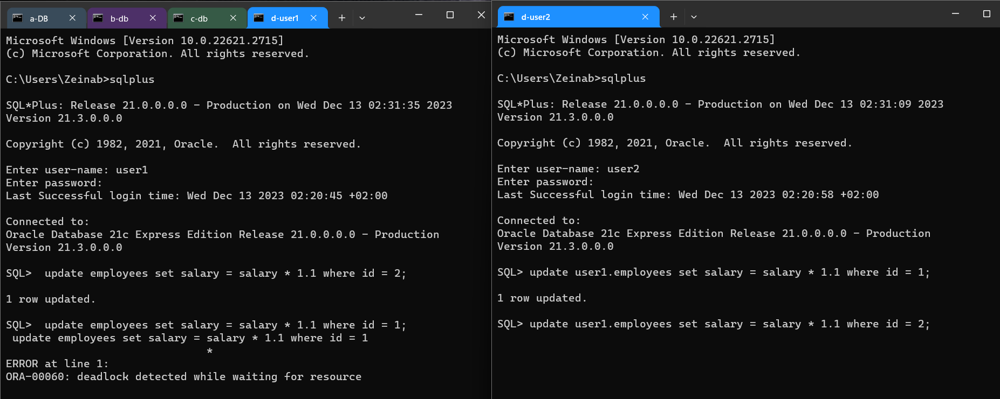 a-DB
b-db
c-db
d-user1
Microsoft Windows [Version 10.0.22621.2715]
(c) Microsoft Corporation. All rights reserved.
C:\Users\Zeinab>sqlplus
SQL*Plus: Release 21.0.0.0.0 - Production on Wed Dec 13 02:31:35 2023
Version 21.3.0.0.0
Copyright (c) 1982, 2021, Oracle.  All rights reserved.
Enter user-name: user1
Enter password:
Last Successful login time: Wed Dec 13 2023 02:20:45 +02:00
Connected to:
Oracle Database 21c Express Edition Release 21.0.0.0.0 - Production
Version 21.3.0.0.0
SQL>  update employees set salary = salary * 1.1 where id = 2;
1 row updated.
SQL>  update employees set salary = salary * 1.1 where id = 1;
 update employees set salary = salary * 1.1 where id = 1
*
ERROR at line 1:
ORA-00060: deadlock detected while waiting for resource
d-user2
Microsoft Windows [Version 10.0.22621.2715]
(c) Microsoft Corporation. All rights reserved.
C:\Users\Zeinab>sqlplus
SQL*Plus: Release 21.0.0.0.0 - Production on Wed Dec 13 02:31:09 2023
Version 21.3.0.0.0
Copyright (c) 1982, 2021, Oracle.  All rights reserved.
Enter user-name: user2
Enter password:
Last Successful login time: Wed Dec 13 2023 02:20:58 +02:00
Connected to:
Oracle Database 21c Express Edition Release 21.0.0.0.0 - Production
Version 21.3.0.0.0
SQL> update user1.employees set salary = salary * 1.1 where id = 1;
1 row updated.
SQL> update user1.employees set salary = salary * 1.1 where id = 2;